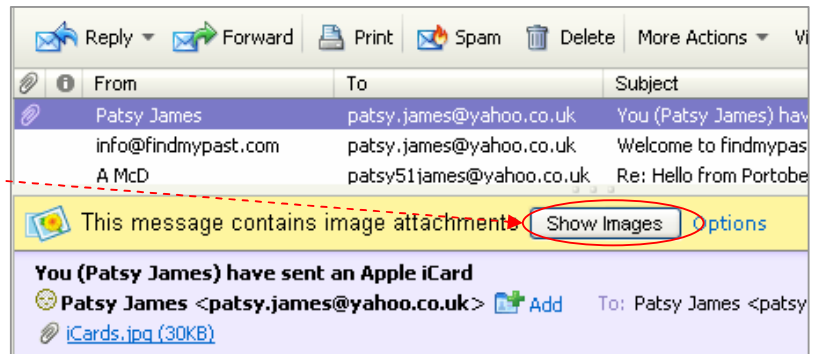 Reply Forward Print Spam Delete More Actions Vi
From To Subject
Patsy James patsy.james@yahoo.co.uk You (Patsy James) hav
info@findmypast.com patsy.james@yahoo.co.uk Welcome to findmypas
A McD patsy51james@yahoo.co.uk Re: Hello from Portobe
This message contains image attachments Show Images Options
You (Patsy James) have sent an Apple iCard
Patsy James <patsy.james@yahoo.co.uk> Add To: Patsy James <patsy
iCards.jpg (30KB)